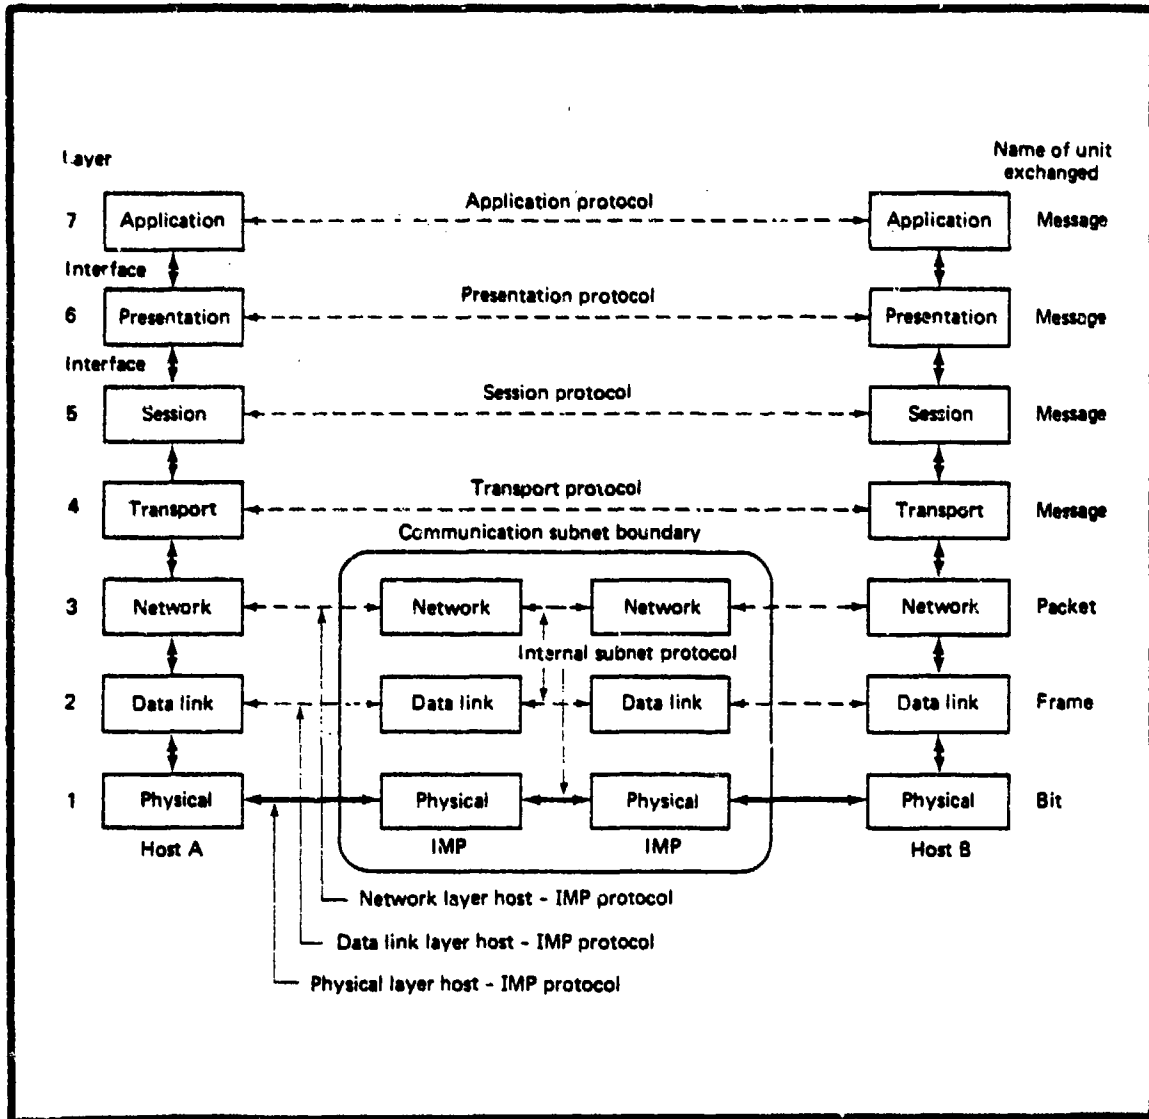 Layer
Name of unit
exchanged
Application protocol
7 Application Application Message
Interface
Presentation protocol
6 Presentation Presentation Message
Interface
Session protocol
5 Session Session Message
Transport protocol
4 Transport Transport Message
Communication subnet boundary
3 Network Network Network Network Packet
Internal subnet protocol
2 Data link Data link Data link Data link Frame
1 Physical Physical Physical Physical Bit
Host A IMP IMP Host B
Network layer host - IMP protocol
Data link layer host - IMP protocol
Physical layer host - IMP protocol